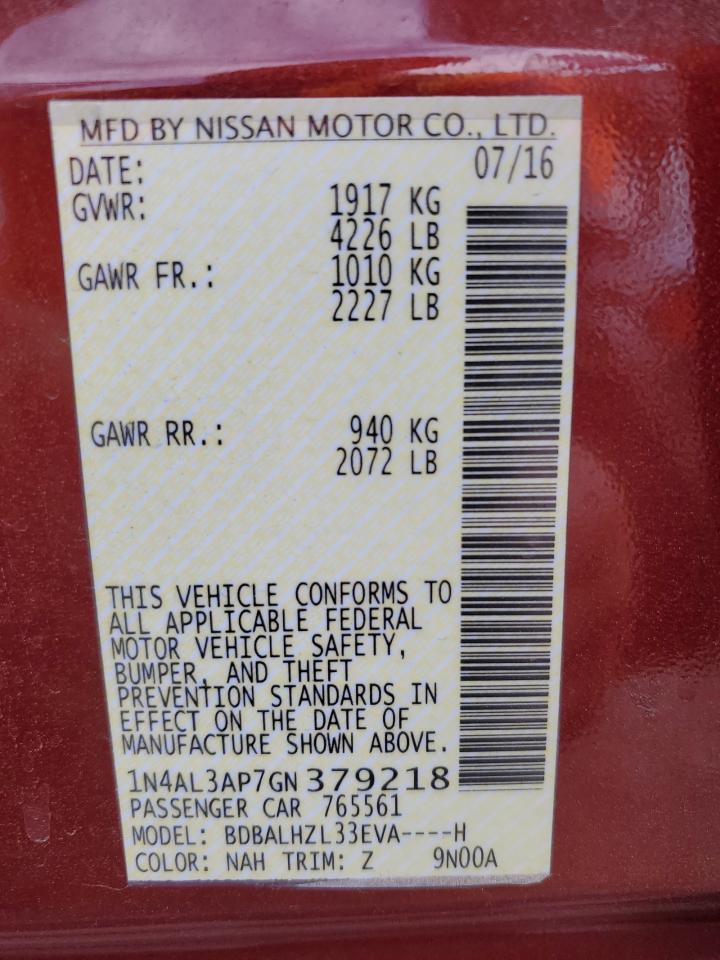 MFD BY NISSAN MOTOR CO., LTD.
DATE: 07/16
GVWR: 1917 KG
4226 LB
GAWR FR.: 1010 KG
2227 LB
GAWR RR.: 940 KG
2072 LB
THIS VEHICLE CONFORMS TO
ALL APPLICABLE FEDERAL
MOTOR VEHICLE SAFETY,
BUMPER, AND THEFT
PREVENTION STANDARDS IN
EFFECT ON THE DATE OF
MANUFACTURE SHOWN ABOVE.
1N4AL3AP7GN379218
PASSENGER CAR 765561
MODEL: BDBALHZL33EVA----H
COLOR: NAH TRIM: Z 9N00A